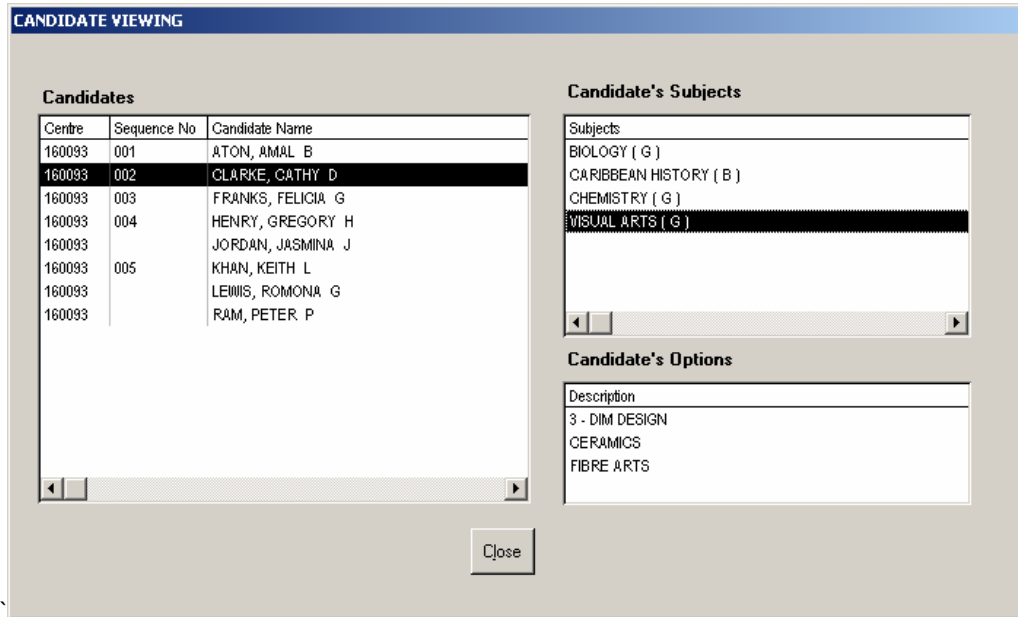 CANDIDATE VIEWING
Candidates
Centre Sequence No Candidate Name
160093 001 ATON, AMAL B
160093 002 CLARKE, CATHY D
160093 003 FRANKS, FELICIA G
160093 004 HENRY, GREGORY H
160093 JORDAN, JASMINA J
160093 005 KHAN, KEITH L
160093 LEWIS, ROMONA G
160093 RAM, PETER P
Candidate's Subjects
Subjects
BIOLOGY ( G )
CARIBBEAN HISTORY ( B )
CHEMISTRY ( G )
VISUAL ARTS ( G )
Candidate's Options
Description
3 - DIM DESIGN
CERAMICS
FIBRE ARTS
Close
`